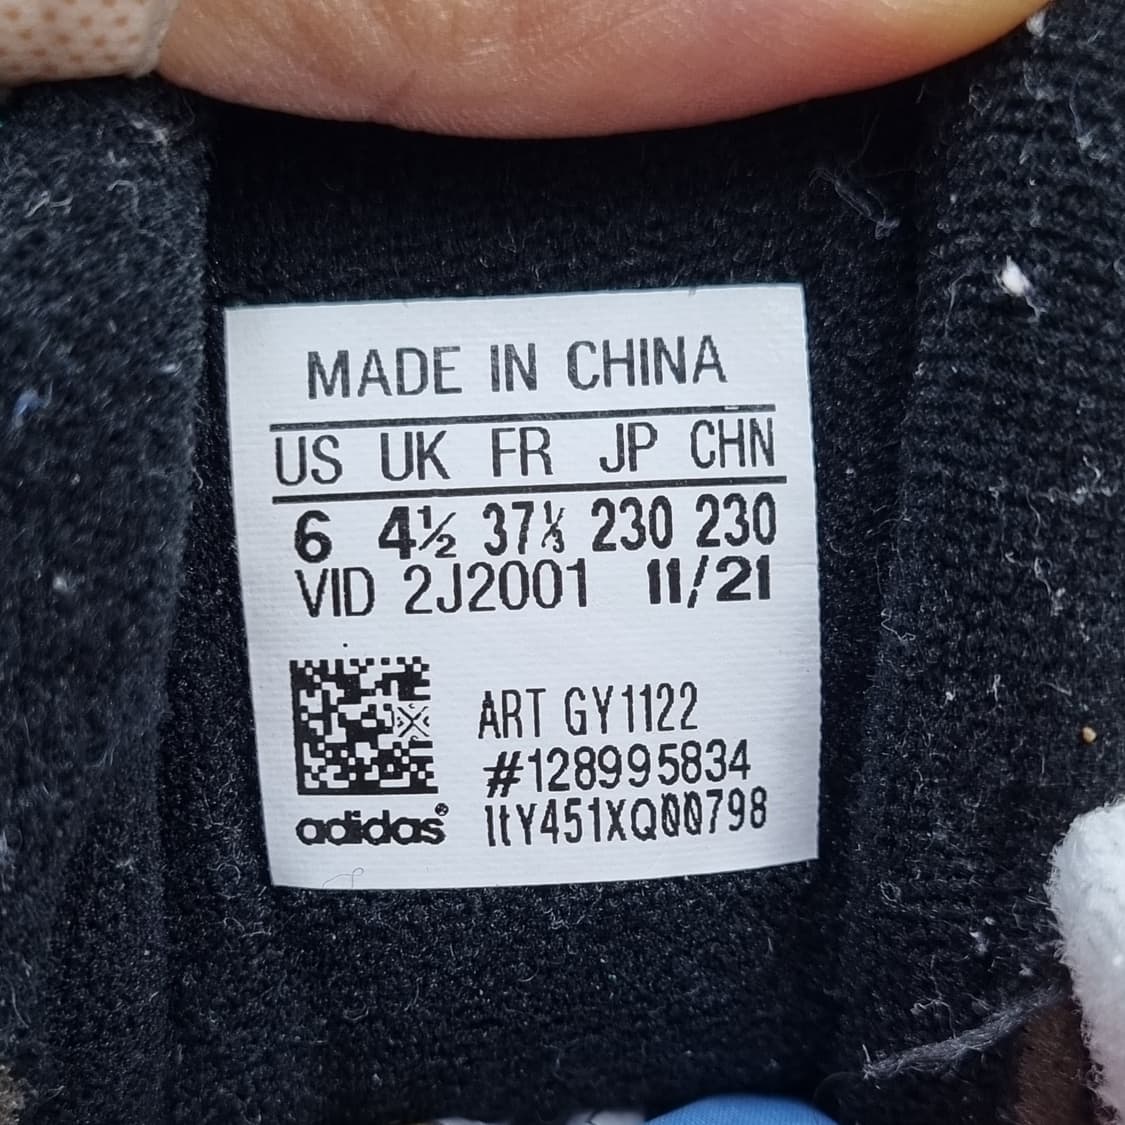 MADE IN CHINA
US UK FR JP CHN
6 4½ 37⅓ 230 230
VID 2J2001 11/21
ART GY1122
#128995834
adidas® 1tY451XQ00798